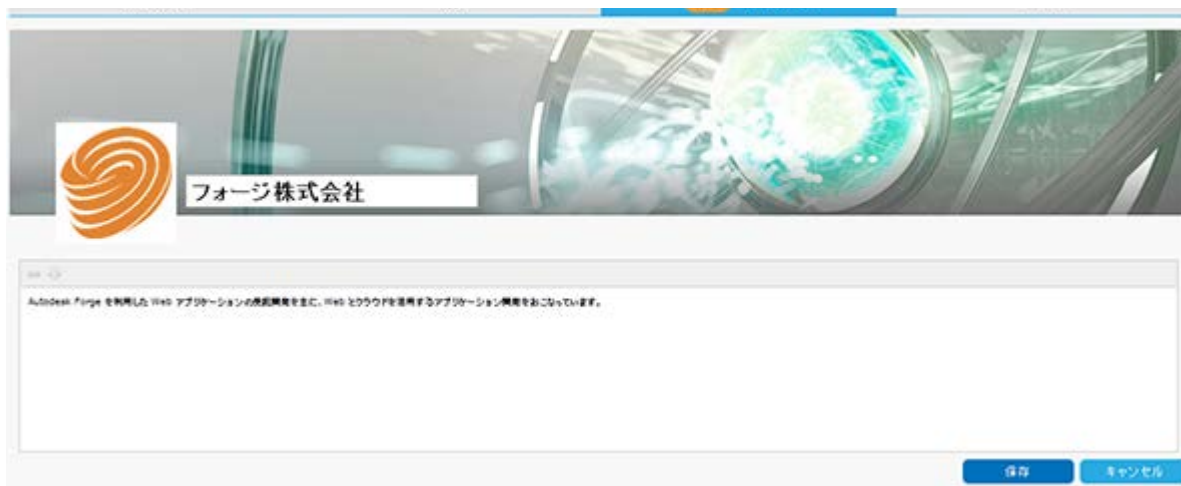 フォージ株式会社
Autodesk Forge を利用した Web アプリケーションの受託開発を主に、Web とクラウドを活用するアプリケーション開発をおこなっています。
保存
キャンセル